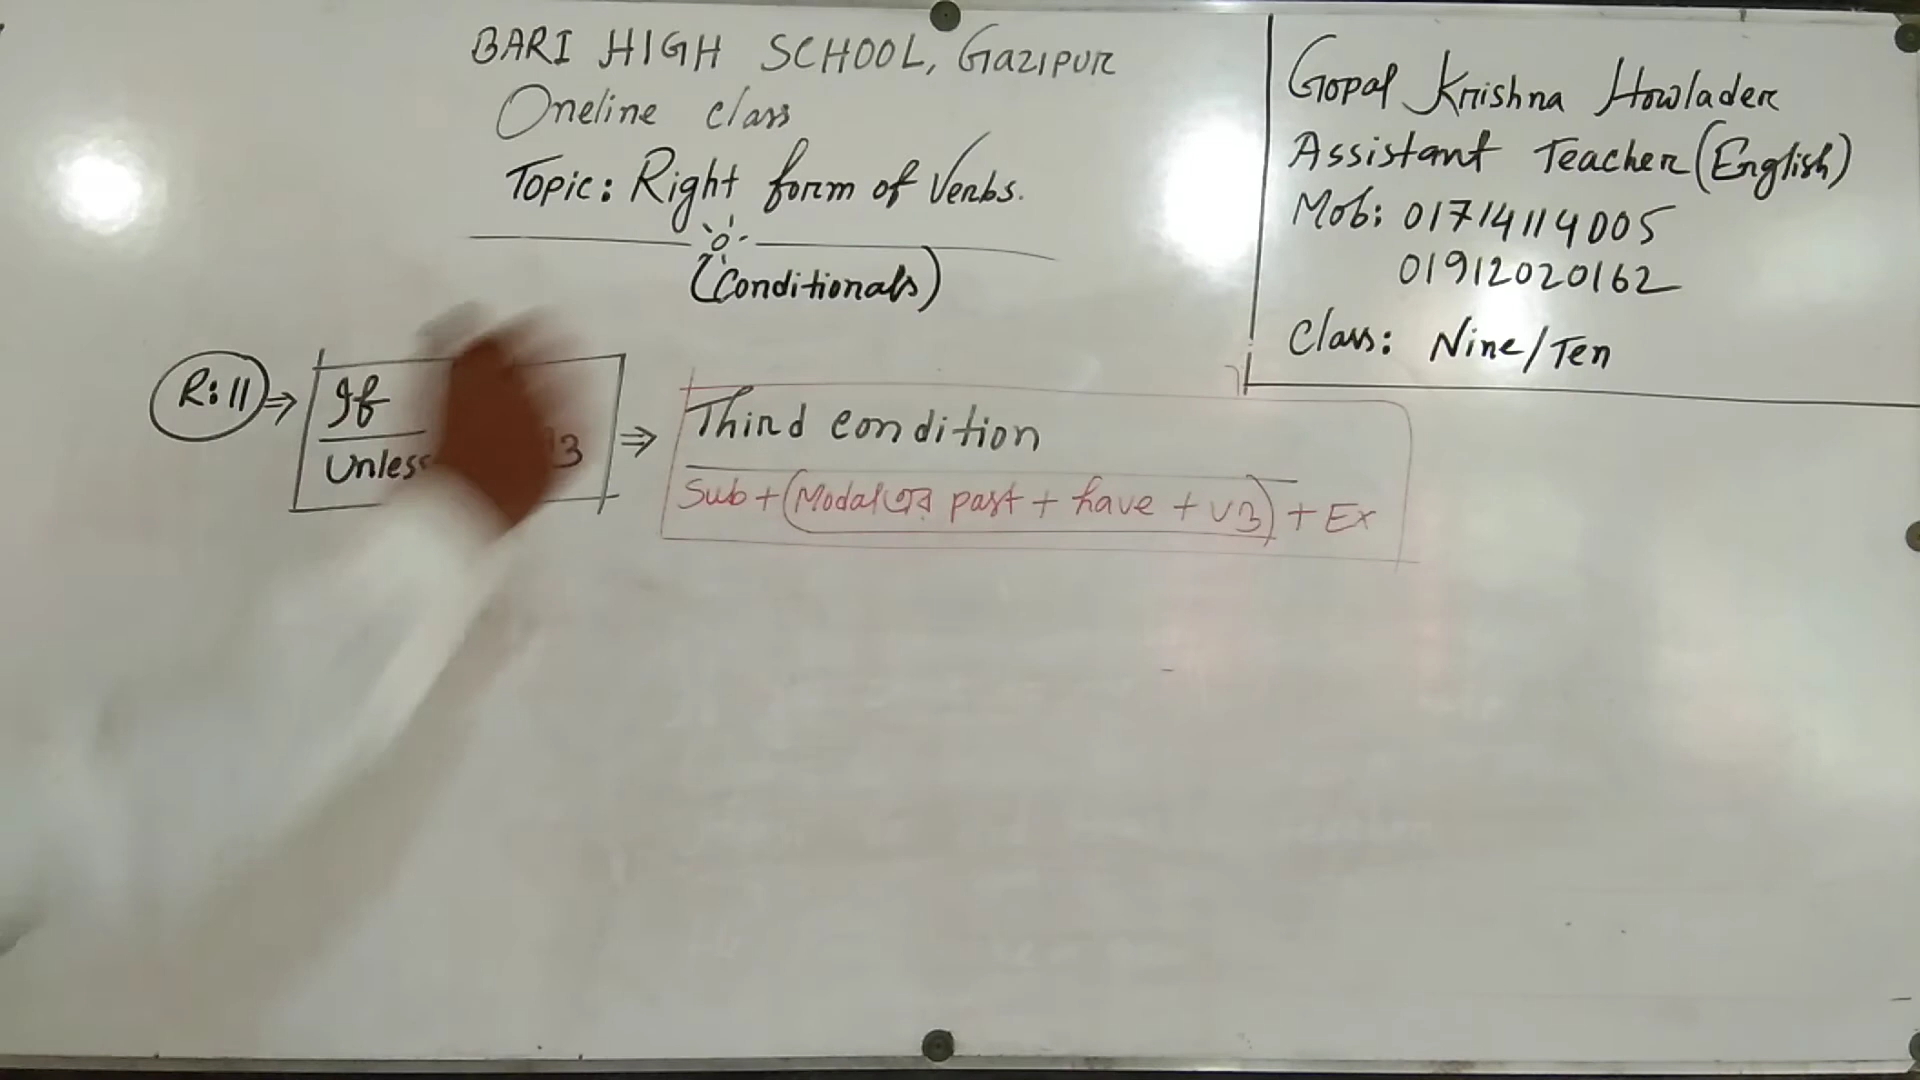 BARI HIGH SCHOOL, Gazipur
Oneline class
Topic: Right form of Verbs.
(Conditionals)
Gopal Krishna Howlader
Assistant Teacher (English)
Mob: 01714114005
01912020162
Class: Nine/Ten
R:11 ⇒ If
Unless
3 ⇒ Third condition
Sub + (Modal এর past + have + V3) + Ex